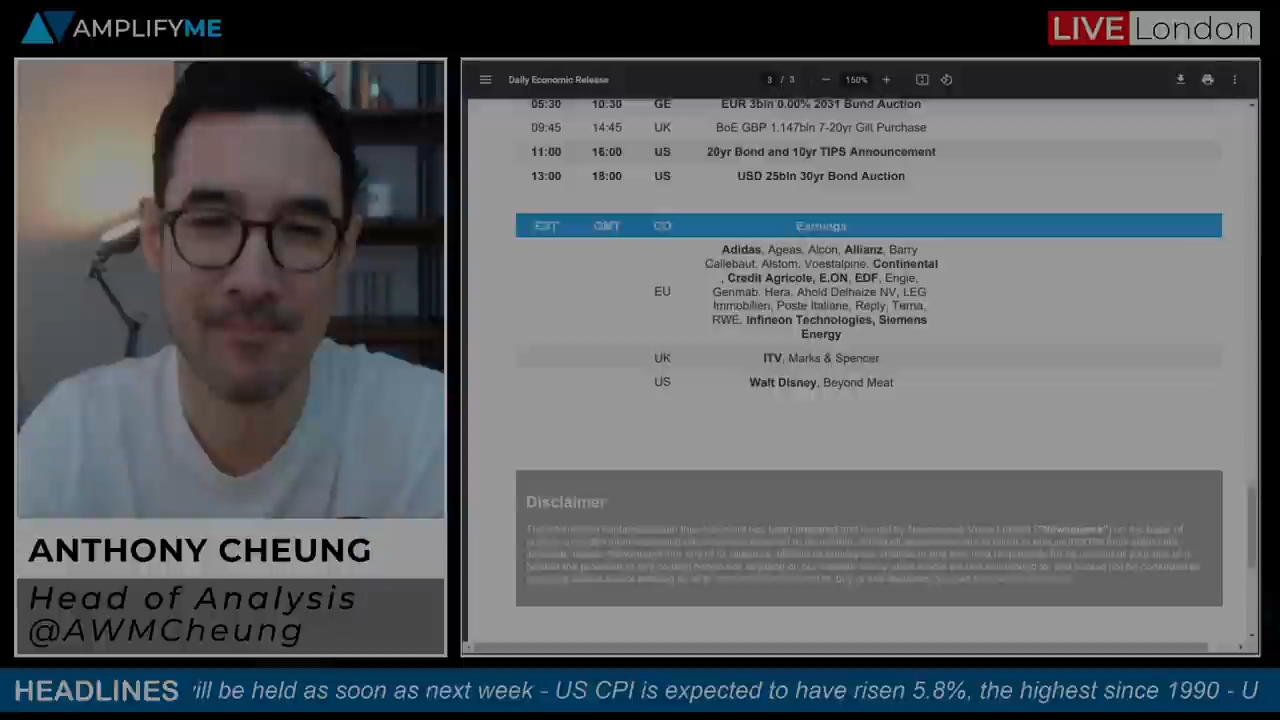 AMPLIFYME
LIVE London
Daily Economic Release
3 / 3
150%
05:30 10:30 GE EUR 3bln 0.00% 2031 Bund Auction
09:45 14:45 UK BoE GBP 1.147bln 7-20yr Gilt Purchase
11:00 16:00 US 20yr Bond and 10yr TIPS Announcement
13:00 18:00 US USD 25bln 30yr Bond Auction
EST GMT CO Earnings
Adidas, Ageas, Alcon, Allianz, Barry
Callebaut, Alstom, Voestalpine, Continental
, Credit Agricole, E.ON, EDF, Engie,
EU Genmab, Hera, Ahold Delhaize NV, LEG
Immobilien, Poste Italiane, Reply, Terna,
RWE, Infineon Technologies, Siemens
Energy
UK ITV, Marks & Spencer
US Walt Disney, Beyond Meat
Disclaimer
ANTHONY CHEUNG
Head of Analysis
@AWMCheung
HEADLINES ill be held as soon as next week - US CPI is expected to have risen 5.8%, the highest since 1990 - U